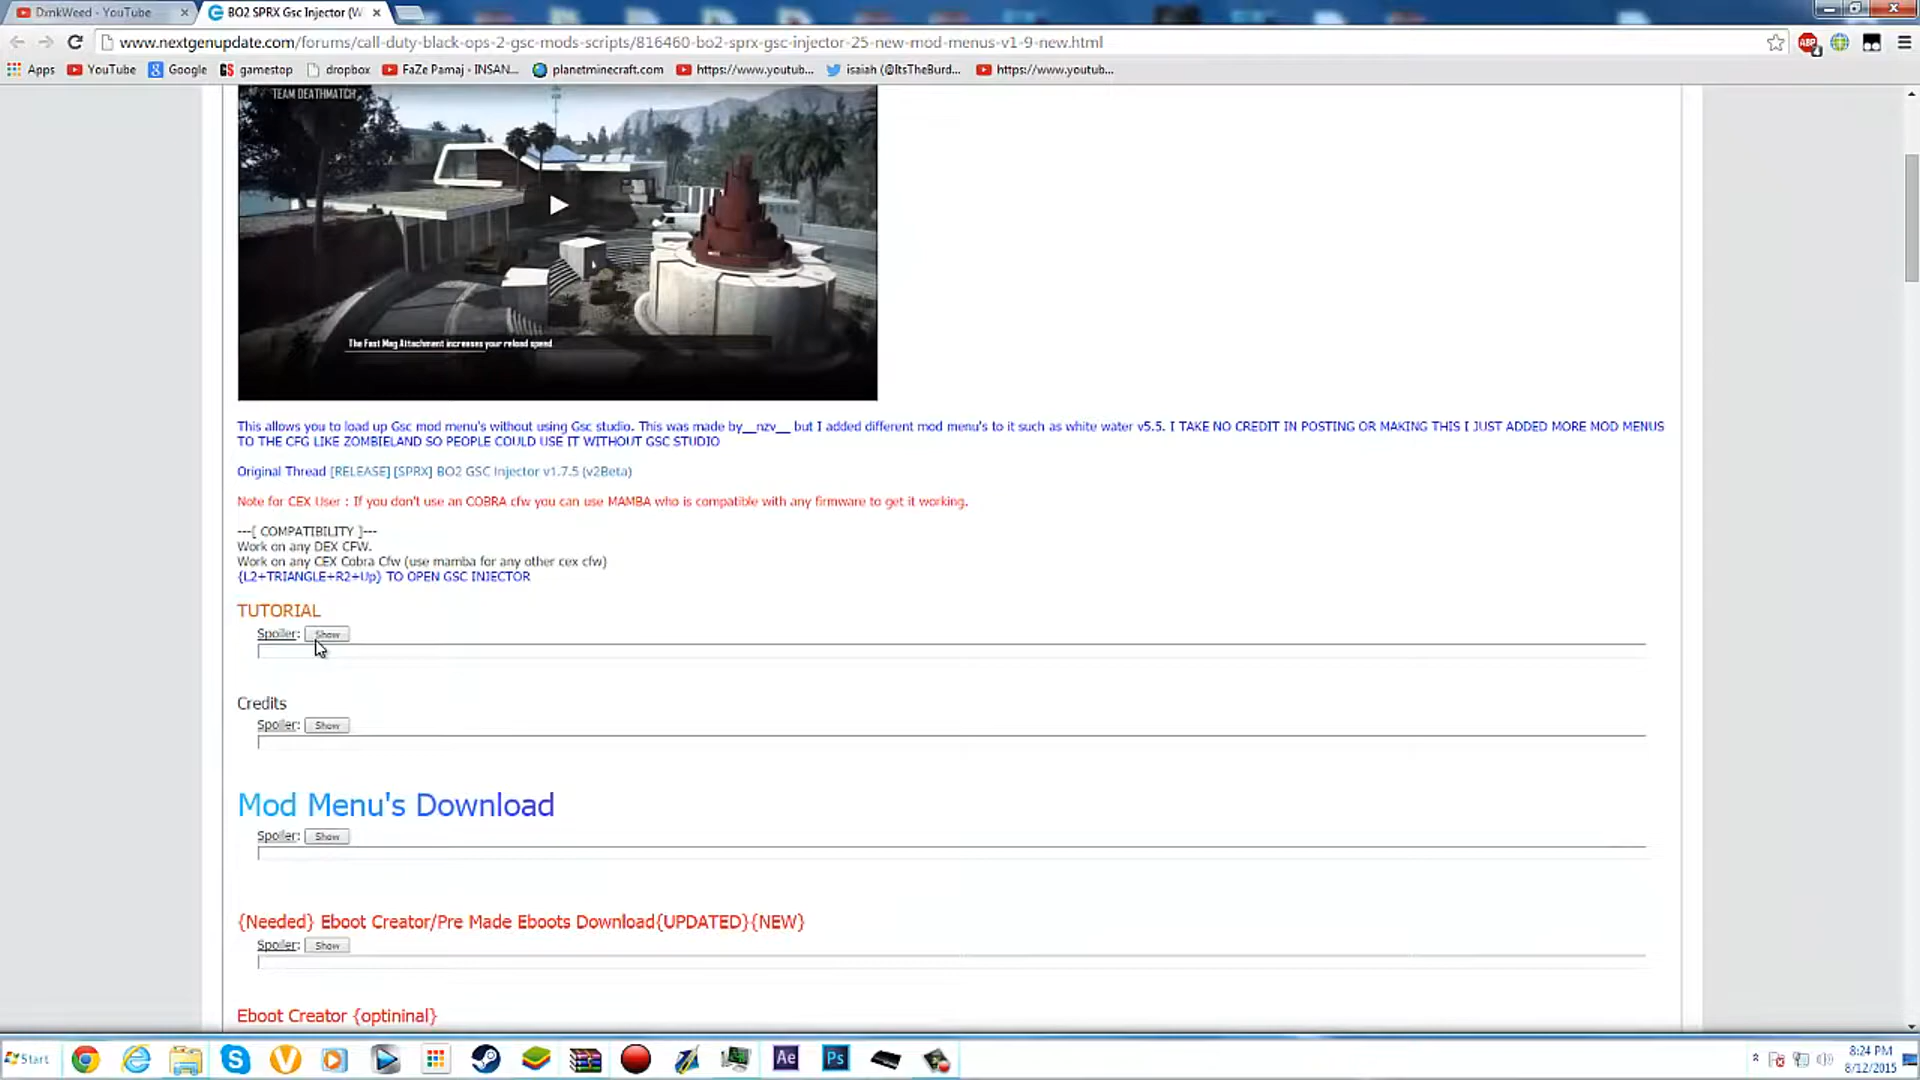 DxnkWeed - YouTube
BO2 SPRX Gsc Injector (W
www.nextgenupdate.com/forums/call-duty-black-ops-2-gsc-mods-scripts/816460-bo2-sprx-gsc-injector-25-new-mod-menus-v1-9-new.html
Apps YouTube Google gamestop dropbox FaZe Pamaj - INSAN... planetminecraft.com https://www.youtub... isaiah (@ItsTheBurd... https://www.youtub...
TEAM DEATHMATCH
The Fast Mag Attachment increases your reload speed
This allows you to load up Gsc mod menu's without using Gsc studio. This was made by__nzv__ but I added different mod menu's to it such as white water v5.5. I TAKE NO CREDIT IN POSTING OR MAKING THIS I JUST ADDED MORE MOD MENUS
TO THE CFG LIKE ZOMBIELAND SO PEOPLE COULD USE IT WITHOUT GSC STUDIO
Original Thread [RELEASE] [SPRX] BO2 GSC Injector v1.7.5 (v2Beta)
Note for CEX User : If you don't use an COBRA cfw you can use MAMBA who is compatible with any firmware to get it working.
---[ COMPATIBILITY ]---
Work on any DEX CFW.
Work on any CEX Cobra Cfw (use mamba for any other cex cfw)
{L2+TRIANGLE+R2+Up} TO OPEN GSC INJECTOR
TUTORIAL
Spoiler: Show
Credits
Spoiler: Show
Mod Menu's Download
Spoiler: Show
{Needed} Eboot Creator/Pre Made Eboots Download{UPDATED}{NEW}
Spoiler: Show
Eboot Creator {optininal}
Start
Ae
Ps
8:24 PM
8/12/2015